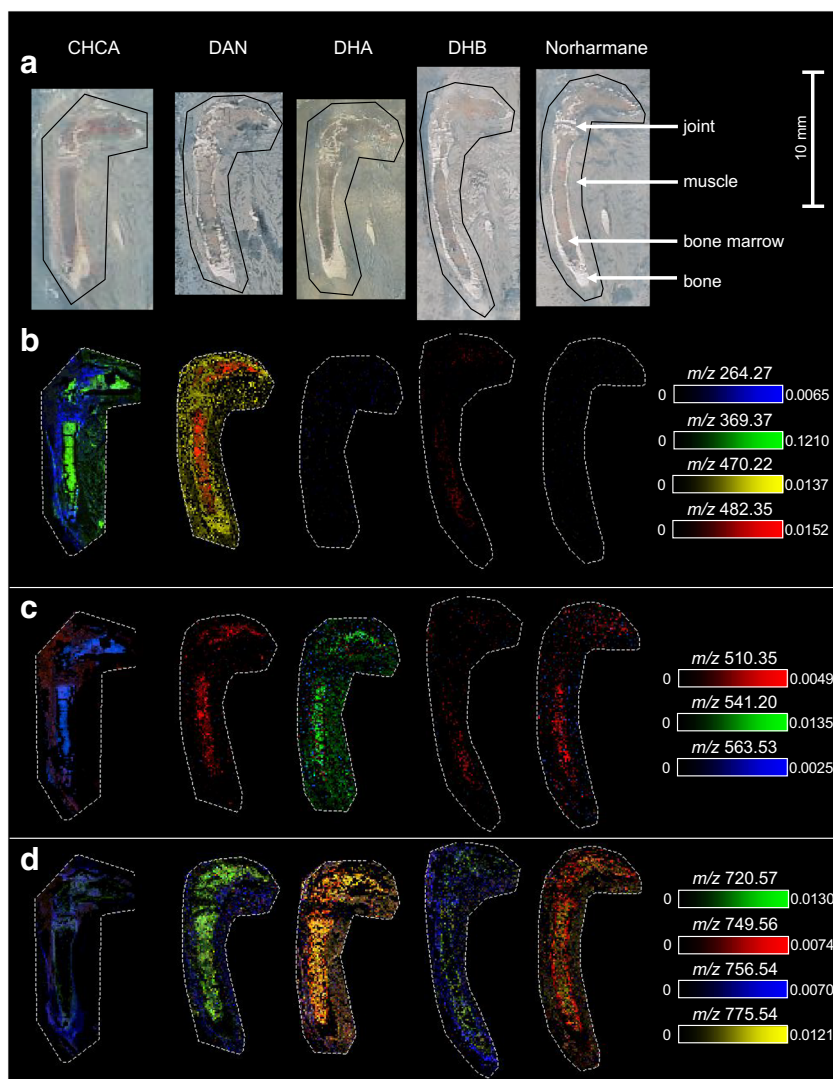 CHCA DAN DHA DHB Norharmane
a
10 mm
joint
muscle
bone marrow
bone
b
m/z 264.27
0 0.0065
m/z 369.37
0 0.1210
m/z 470.22
0 0.0137
m/z 482.35
0 0.0152
c
m/z 510.35
0 0.0049
m/z 541.20
0 0.0135
m/z 563.53
0 0.0025
d
m/z 720.57
0 0.0130
m/z 749.56
0 0.0074
m/z 756.54
0 0.0070
m/z 775.54
0 0.0121